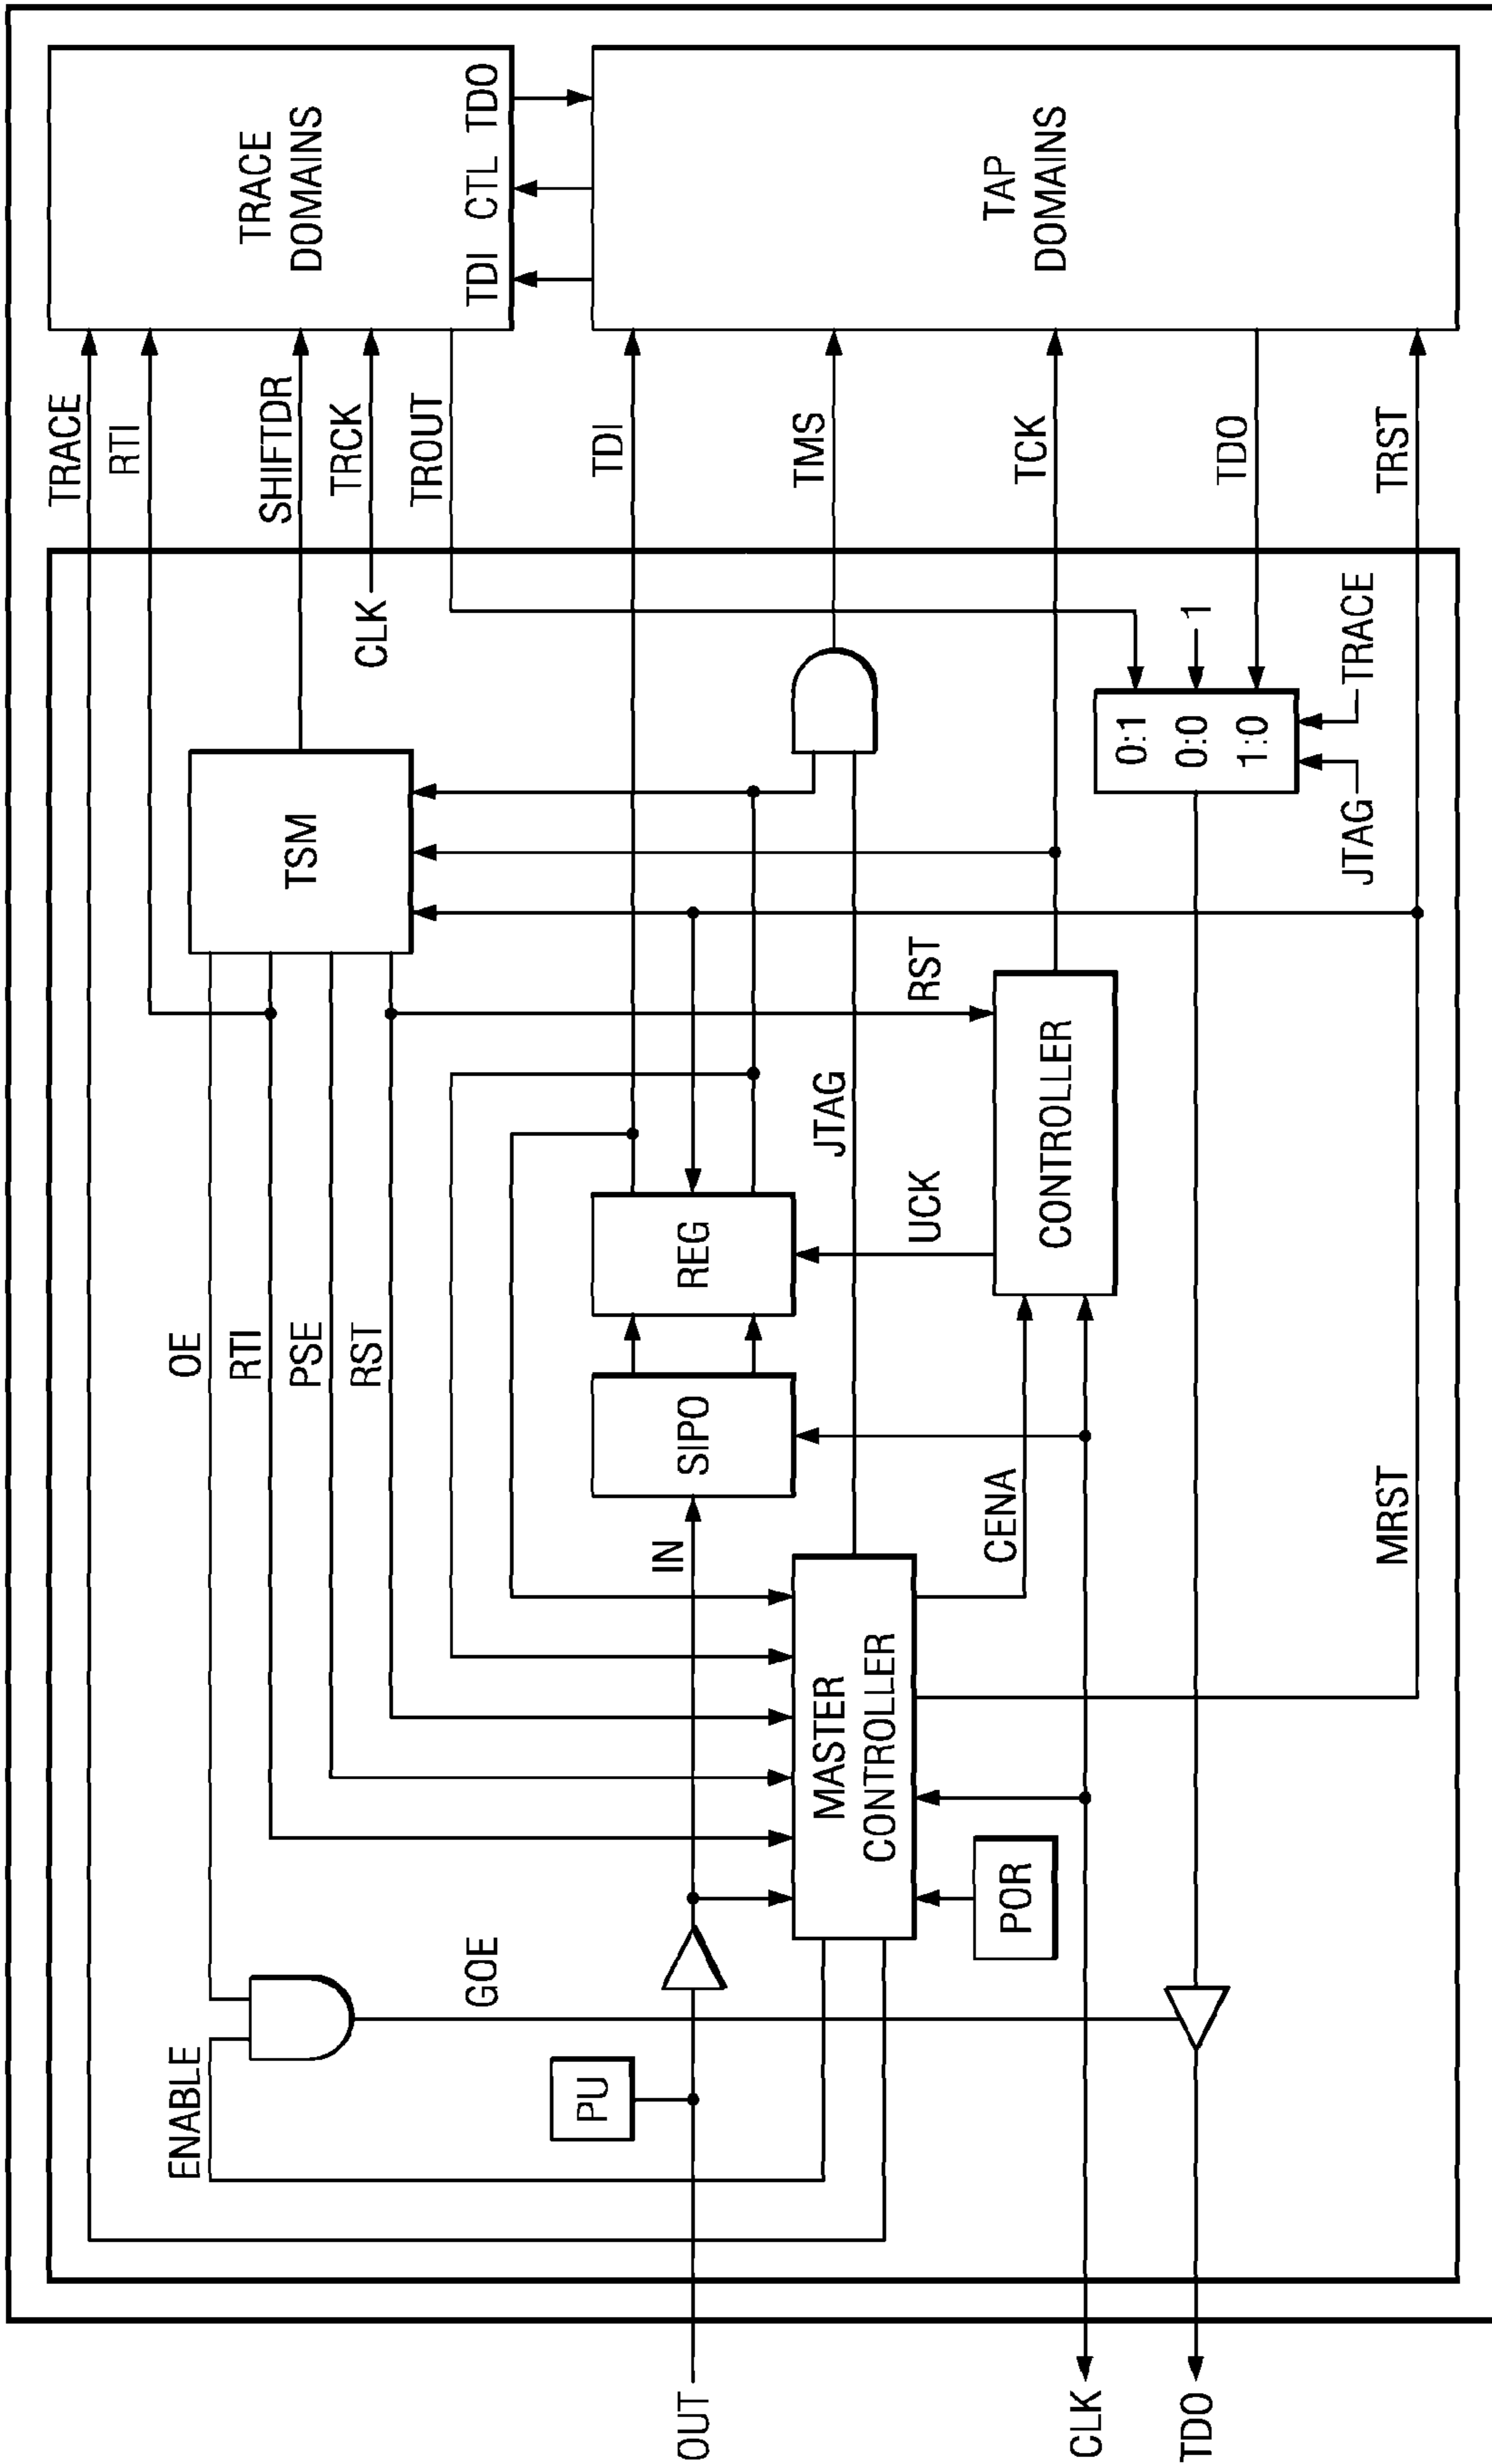 TRACE
DOMAINS
TDI CTL TDO
TAP
DOMAINS
TRACE
RTI
SHIFTDR
TRCK
TROUT
TDI
TMS
TCK
TDO
TRST
CLK
TSM
1
0:1
0:0
1:0
JTAG
TRACE
RST
JTAG
UCK
CONTROLLER
REG
SIPO
OE
RTI
PSE
RST
IN
CENA
MRST
MASTER
CONTROLLER
POR
GOE
ENABLE
PU
OUT
CLK
TDO